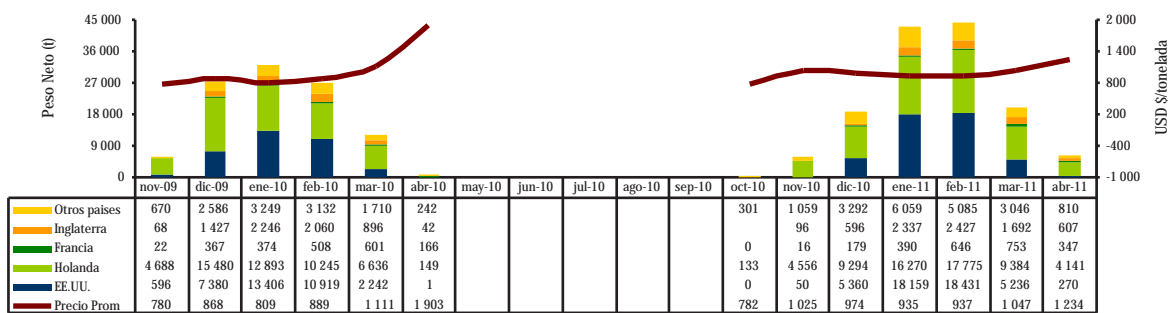 45 000
36 000
27 000
18 000
9 000
0
Peso Neto (t)
2 000
1 400
800
200
-400
-1 000
USD $/tonelada
nov-09 dic-09 ene-10 feb-10 mar-10 abr-10 may-10 jun-10 jul-10 ago-10 sep-10 oct-10 nov-10 dic-10 ene-11 feb-11 mar-11 abr-11
Otros paises 670 2 586 3 249 3 132 1 710 242 301 1 059 3 292 6 059 5 085 3 046 810
Inglaterra 68 1 427 2 246 2 060 896 42 96 596 2 337 2 427 1 692 607
Francia 22 367 374 508 601 166 0 16 179 390 646 753 347
Holanda 4 688 15 480 12 893 10 245 6 636 149 133 4 556 9 294 16 270 17 775 9 384 4 141
EE.UU. 596 7 380 13 406 10 919 2 242 1 0 50 5 360 18 159 18 431 5 236 270
Precio Prom 780 868 809 889 1 111 1 903 782 1 025 974 935 937 1 047 1 234